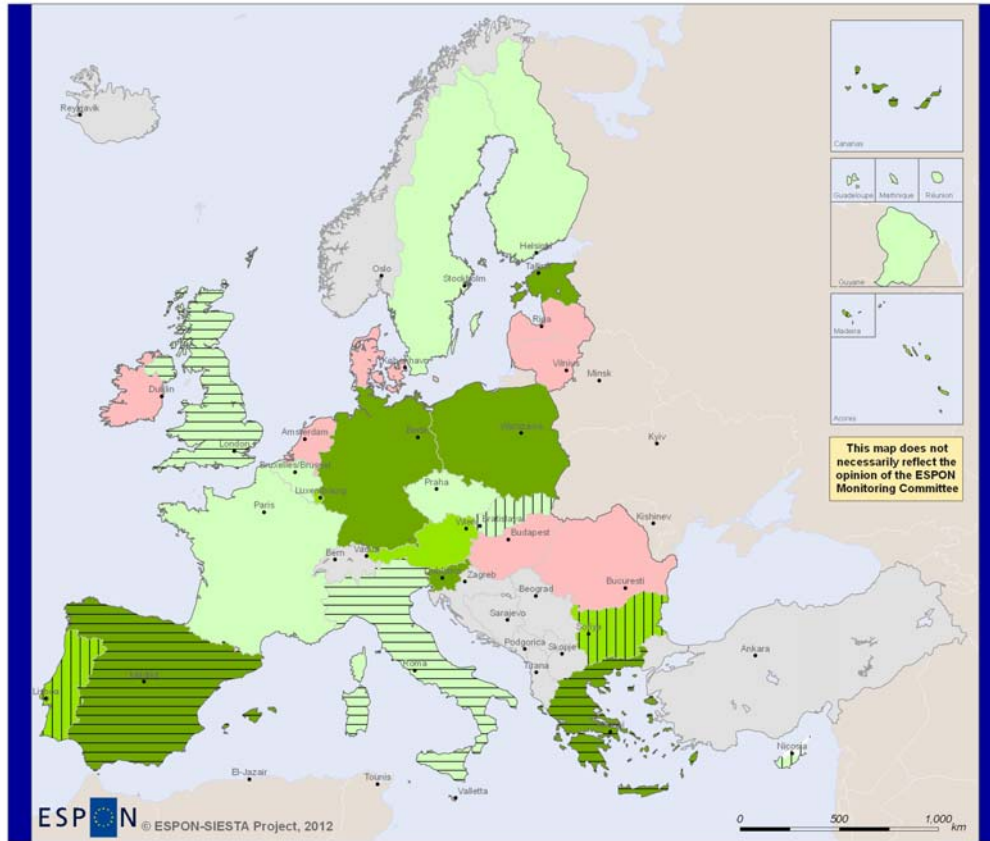 Reykjavik
Canarias
Guadeloupe
Martinique
Réunion
Guyane
Madeira
Acores
This map does not
necessarily reflect the
opinion of the ESPON
Monitoring Committee
Oslo
Helsinki
Stockholm
Riga
Vilnius
Minsk
København
Dublin
Amsterdam
Berlin
Warszawa
London
Kyiv
Bruxelles/Brussel
Luxembourg
Praha
Paris
Wien
Bratislava
Kishinev
Budapest
Bern
Vaduz
Zagreb
Bucuresti
Beograd
Sarajevo
Sofiya
Podgorica
Skopje
Ankara
Roma
Tirana
Lisboa
Madrid
Nicosia
El-Jazair
Tounis
Valletta
ESPON
© ESPON-SIESTA Project, 2012
0 500 1,000
km